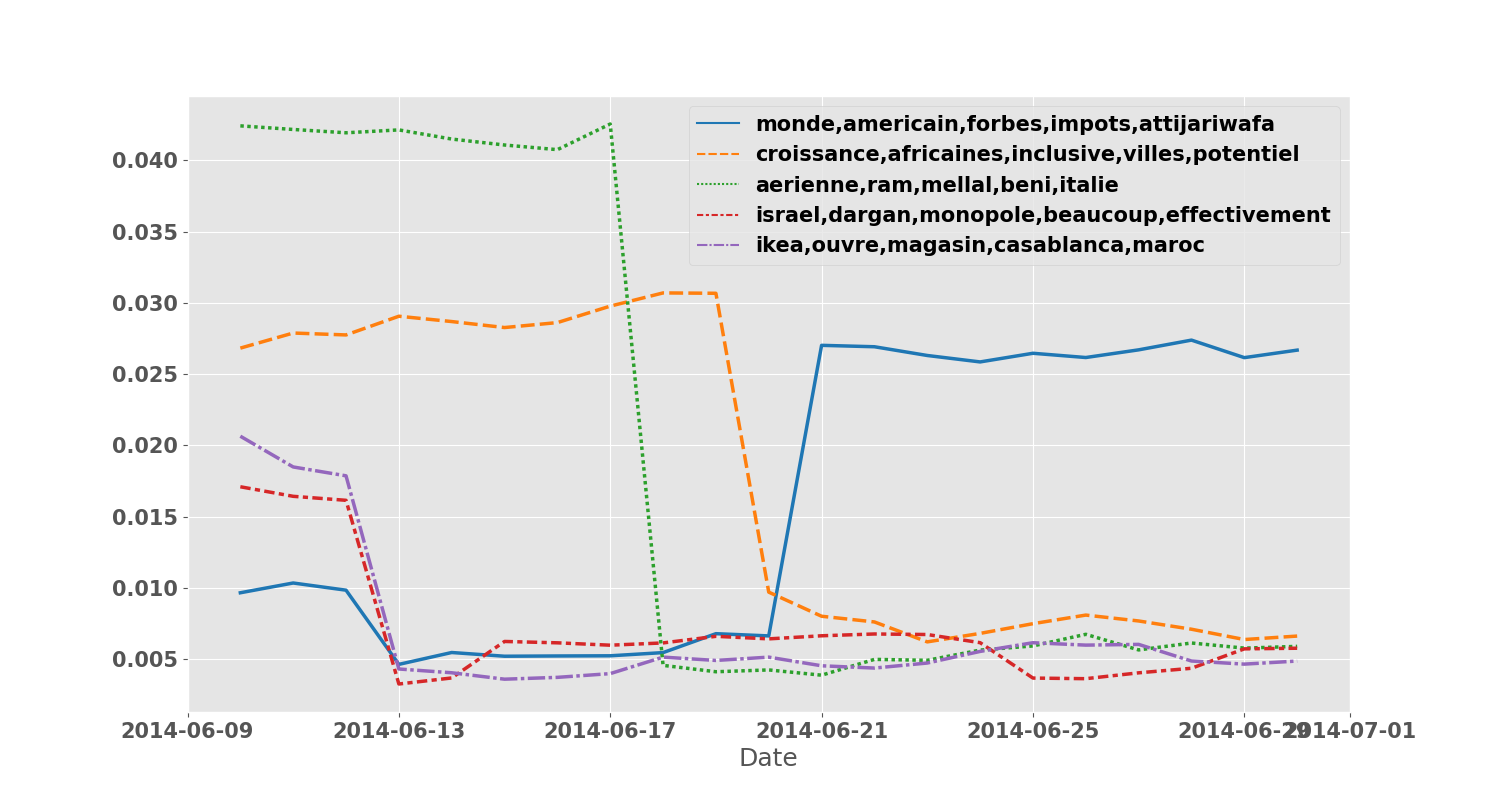 monde,americain,forbes,impots,attijariwafa
croissance,africaines,inclusive,villes,potentiel
aerienne,ram,mellal,beni,italie
israel,dargan,monopole,beaucoup,effectivement
ikea,ouvre,magasin,casablanca,maroc
0.040
0.035
0.030
0.025
0.020
0.015
0.010
0.005
2014-06-09 2014-06-13 2014-06-17 2014-06-21 2014-06-25 2014-06-29 2014-07-01
Date